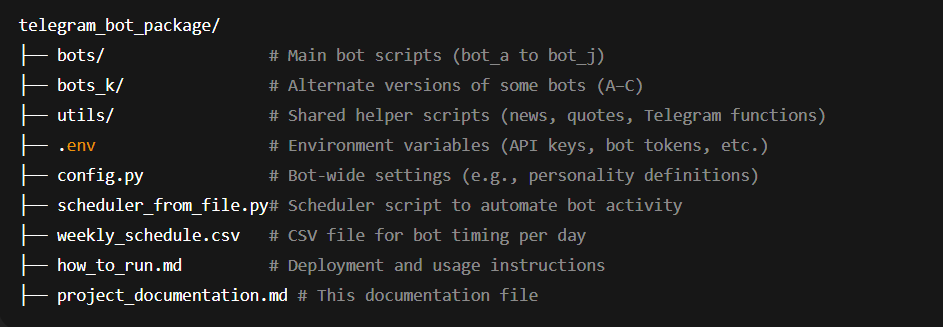 telegram_bot_package/
├── bots/                # Main bot scripts (bot_a to bot_j)
├── bots_k/              # Alternate versions of some bots (A–C)
├── utils/               # Shared helper scripts (news, quotes, Telegram functions)
├── .env                 # Environment variables (API keys, bot tokens, etc.)
├── config.py            # Bot-wide settings (e.g., personality definitions)
├── scheduler_from_file.py# Scheduler script to automate bot activity
├── weekly_schedule.csv  # CSV file for bot timing per day
├── how_to_run.md        # Deployment and usage instructions
├── project_documentation.md # This documentation file